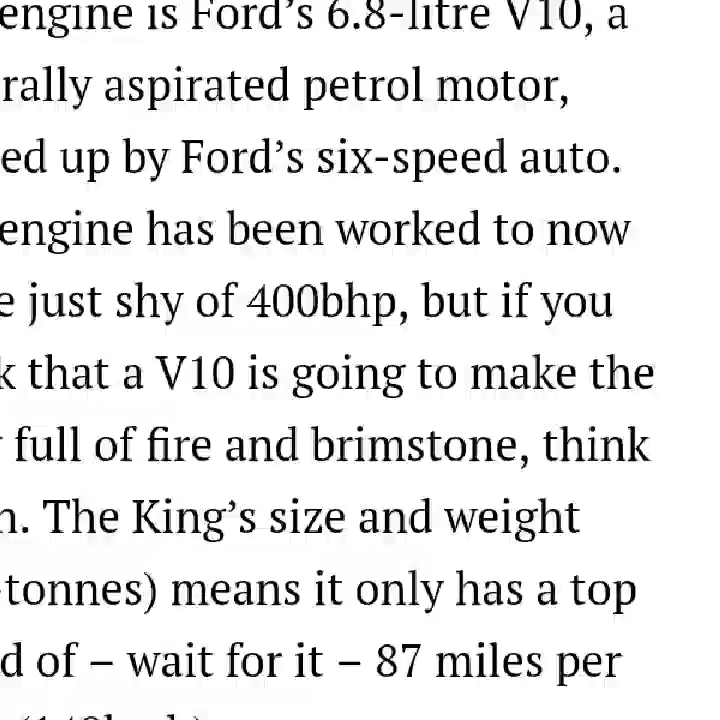 engine is Ford’s 6.8-litre V10, a
rally aspirated petrol motor,
ed up by Ford’s six-speed auto.
engine has been worked to now
e just shy of 400bhp, but if you
k that a V10 is going to make the
full of fire and brimstone, think
n. The King’s size and weight
-tonnes) means it only has a top
d of – wait for it – 87 miles per